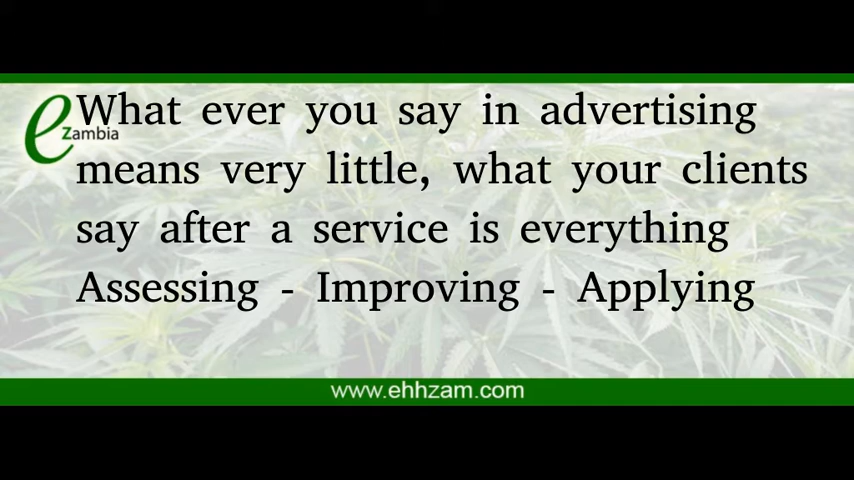 e
Zambia
What ever you say in advertising
means very little, what your clients
say after a service is everything
Assessing - Improving - Applying
www.ehhzam.com